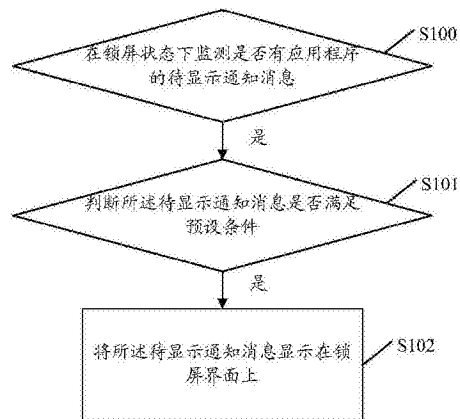 S100
在锁屏状态下监测是否有应用程序
的待显示通知消息
是
S101
判断所述待显示通知消息是否满足
预设条件
是
S102
将所述待显示通知消息显示在锁
屏界面上